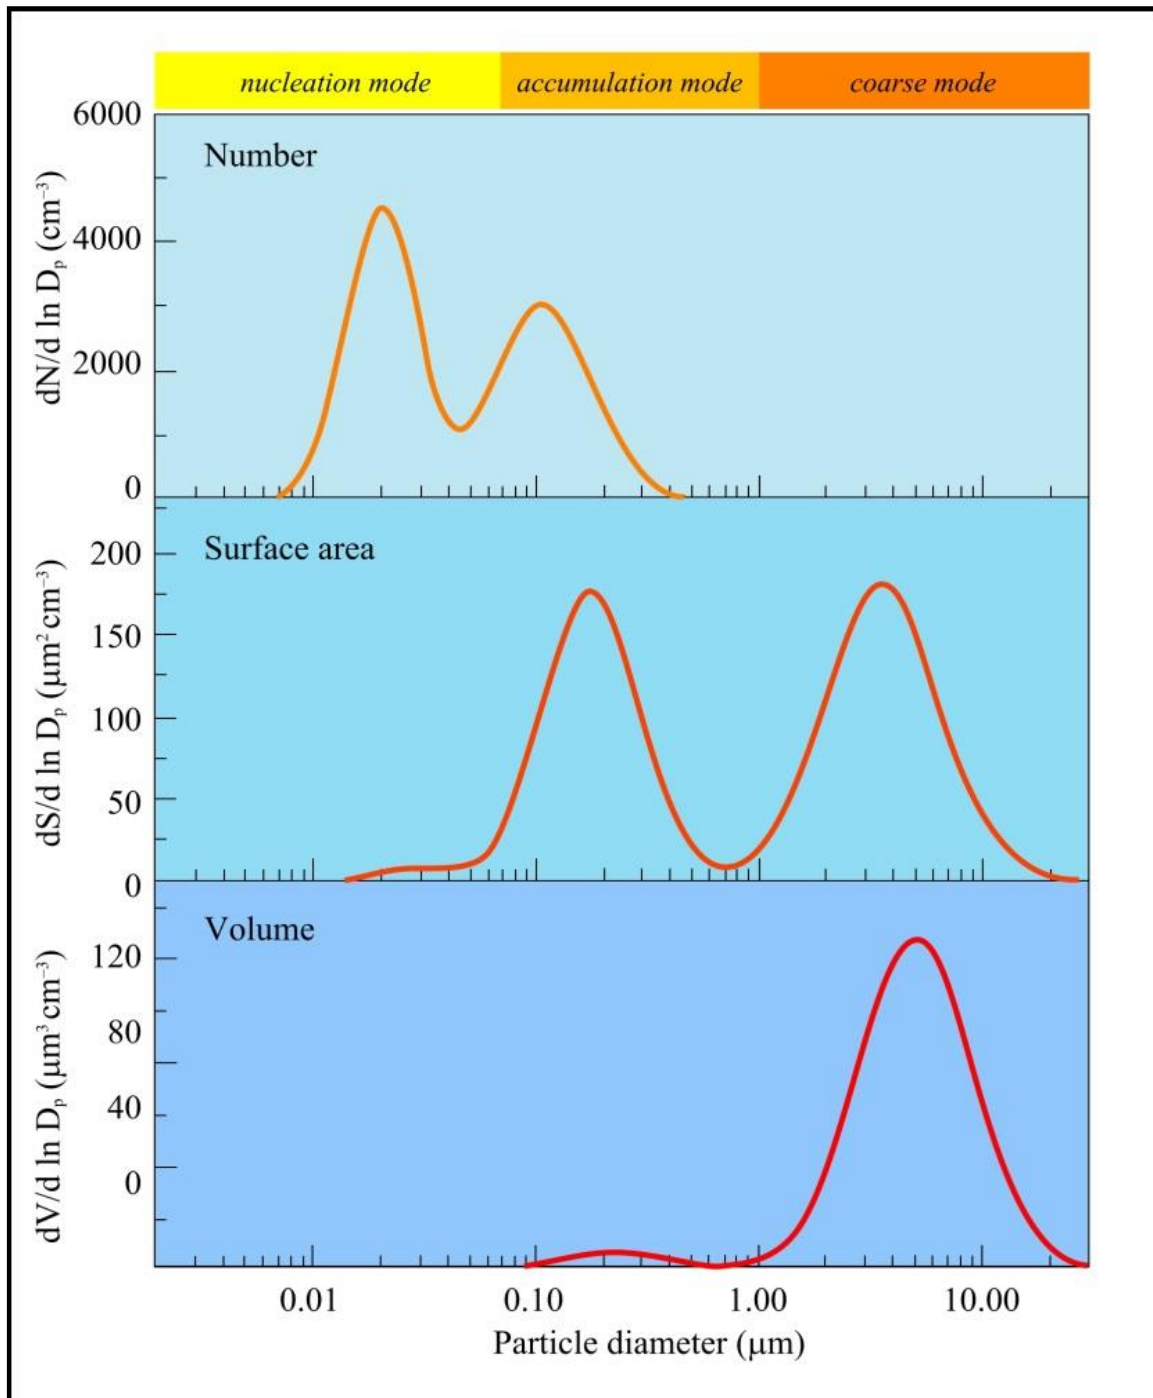 nucleation mode accumulation mode coarse mode
Number
dN/d ln Dₚ (cm⁻³)
6000
4000
2000
0
Surface area
dS/d ln Dₚ (μm² cm⁻³)
200
150
100
50
0
Volume
dV/d ln Dₚ (μm³ cm⁻³)
120
80
40
0
0.01 0.10 1.00 10.00
Particle diameter (μm)